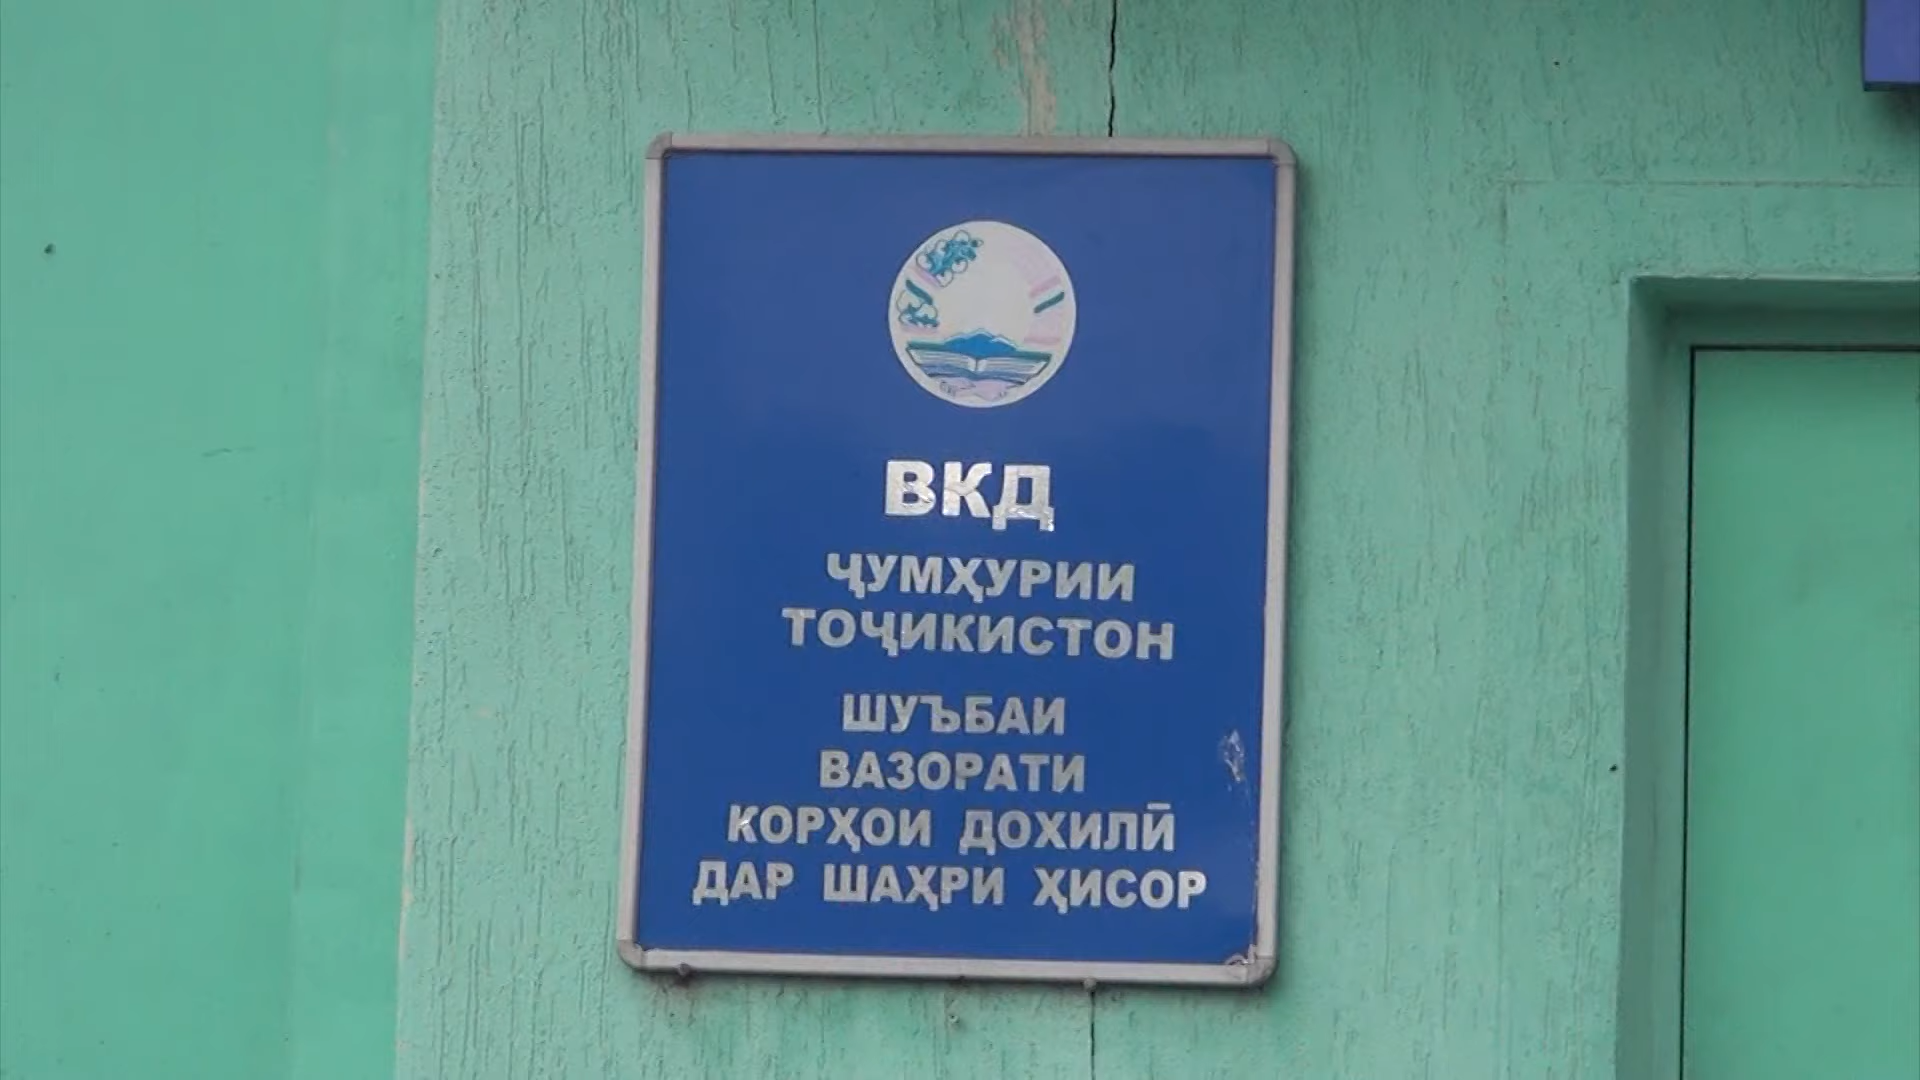 ВКД
ҶУМҲУРИИ
ТОҶИКИСТОН
ШУЪБАИ
ВАЗОРАТИ
КОРҲОИ ДОХИЛӢ
ДАР ШАҲРИ ҲИСОР